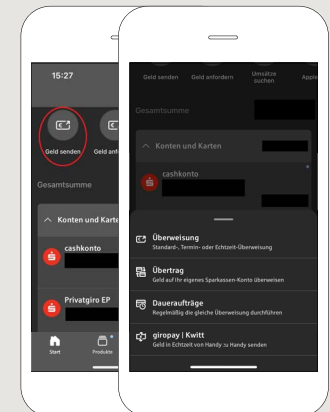 15:27
Geld senden
Geld anf
Gesamtsumme
Konten und Karte
cashkonto
Privatgiro EP
Start
Produkte
Geld senden
Geld anfordern
Umsätze
suchen
Apple
Gesamtsumme
Konten und Karten
cashkonto
Überweisung
Standard-, Termin- oder Echtzeit-Überweisung
Übertrag
Geld auf Ihr eigenes Sparkassen-Konto überweisen
Daueraufträge
Regelmäßig die gleiche Überweisung durchführen
giropay | Kwitt
Geld in Echtzeit von Handy zu Handy senden